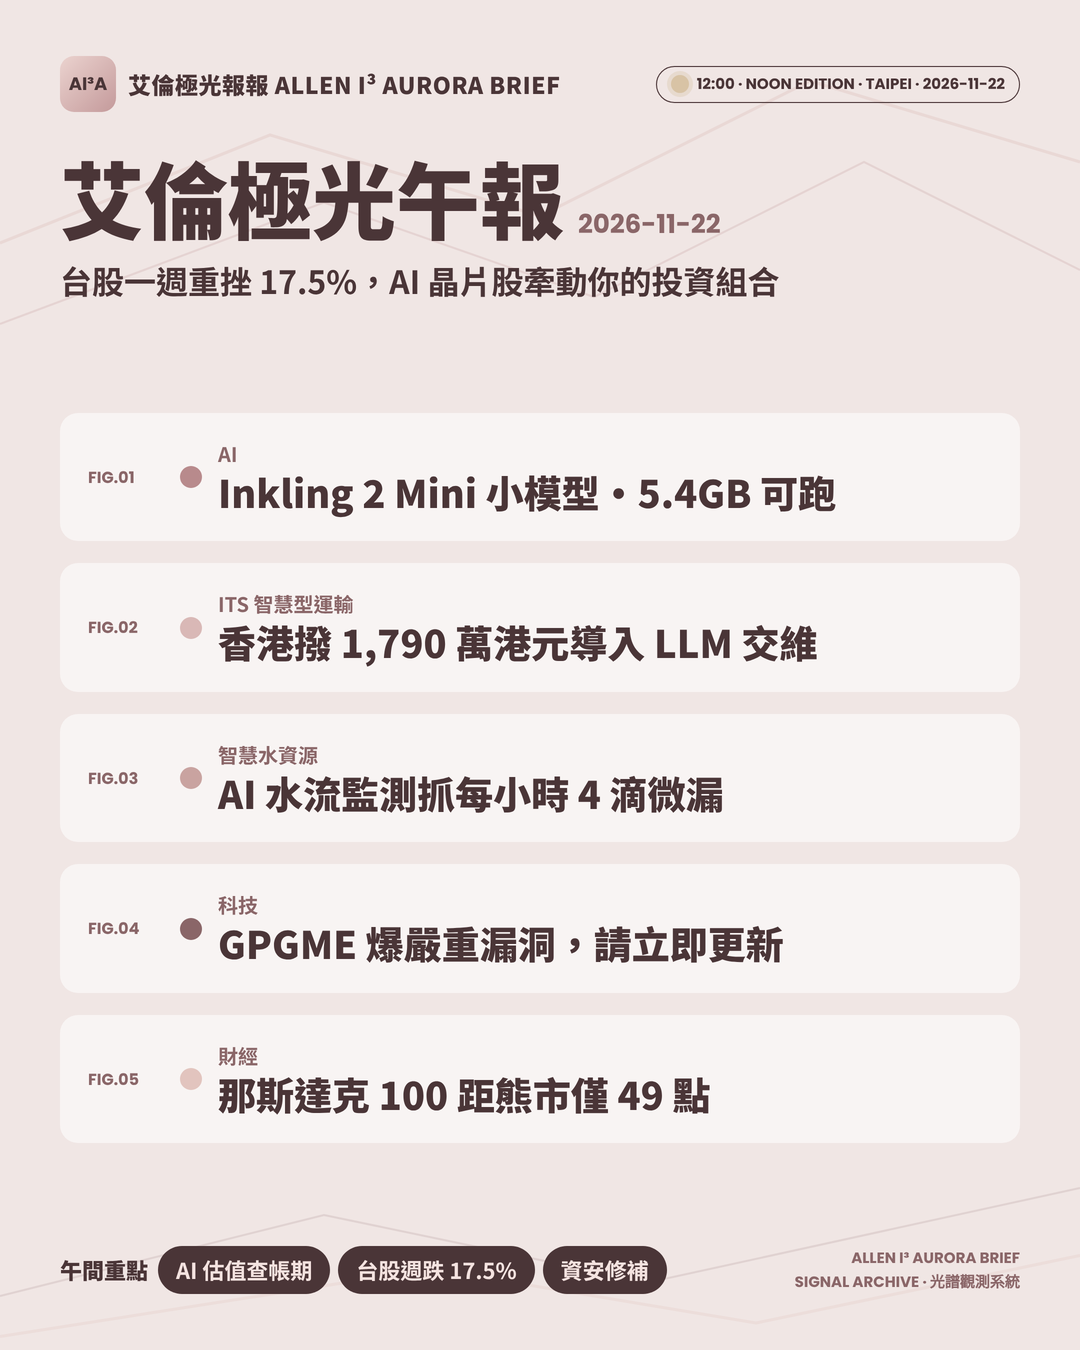 AI³A
艾倫極光報報 ALLEN I³ AURORA BRIEF
12:00 · NOON EDITION · TAIPEI · 2026-11-22
艾倫極光午報 2026-11-22
台股一週重挫 17.5%，AI 晶片股牽動你的投資組合
FIG.01
AI
Inkling 2 Mini 小模型・5.4GB 可跑
FIG.02
ITS 智慧型運輸
香港撥 1,790 萬港元導入 LLM 交維
FIG.03
智慧水資源
AI 水流監測抓每小時 4 滴微漏
FIG.04
科技
GPGME 爆嚴重漏洞，請立即更新
FIG.05
財經
那斯達克 100 距熊市僅 49 點
午間重點 AI 估值查帳期 台股週跌 17.5% 資安修補
ALLEN I³ AURORA BRIEF
SIGNAL ARCHIVE · 光譜觀測系統